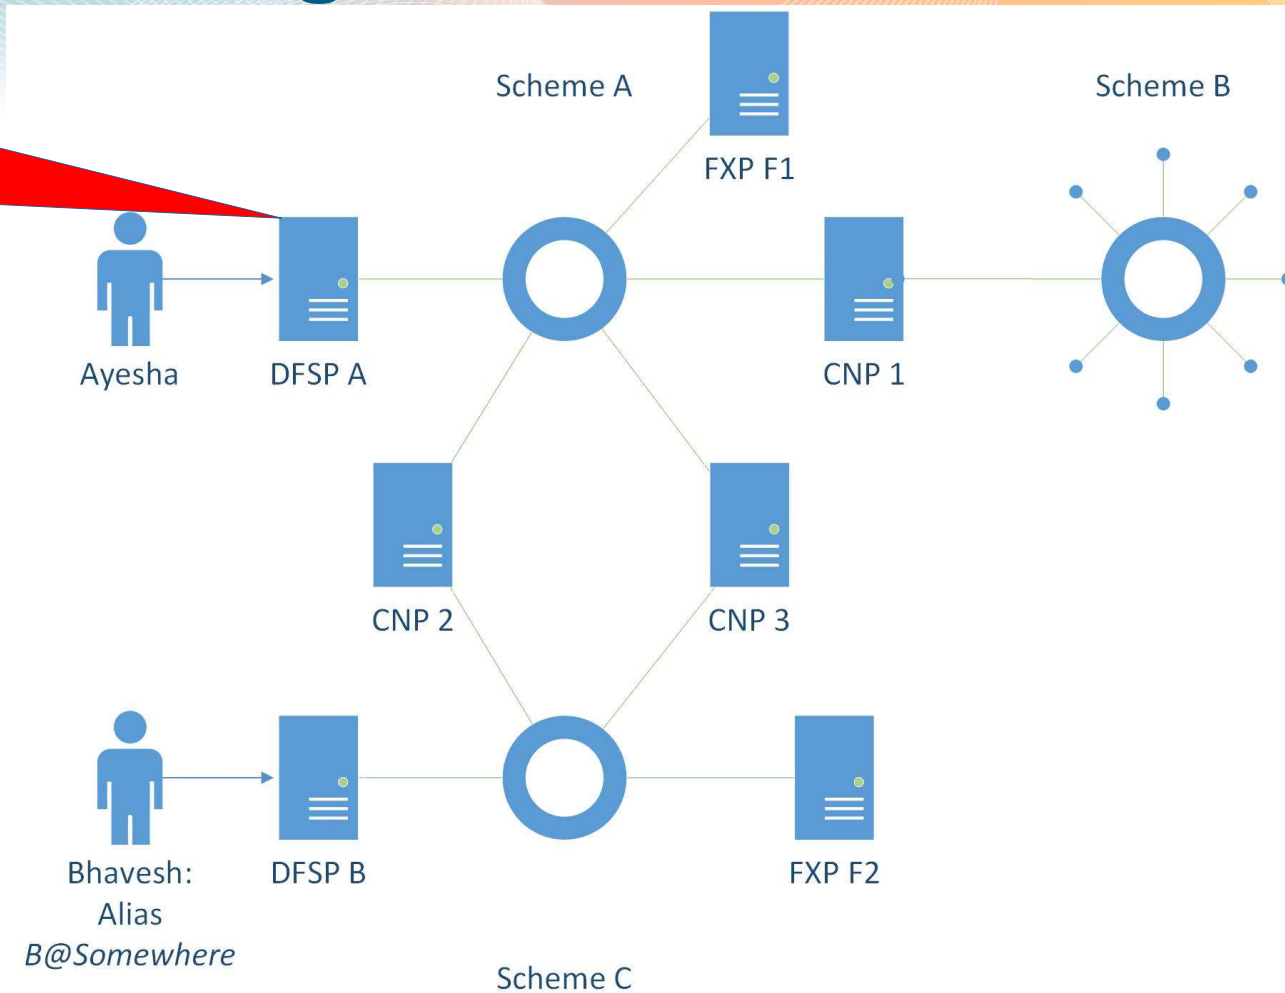 Scheme A
Scheme B
FXP F1
Ayesha
DFSP A
CNP 1
CNP 2
CNP 3
Bhavesh:
Alias
B@Somewhere
DFSP B
FXP F2
Scheme C